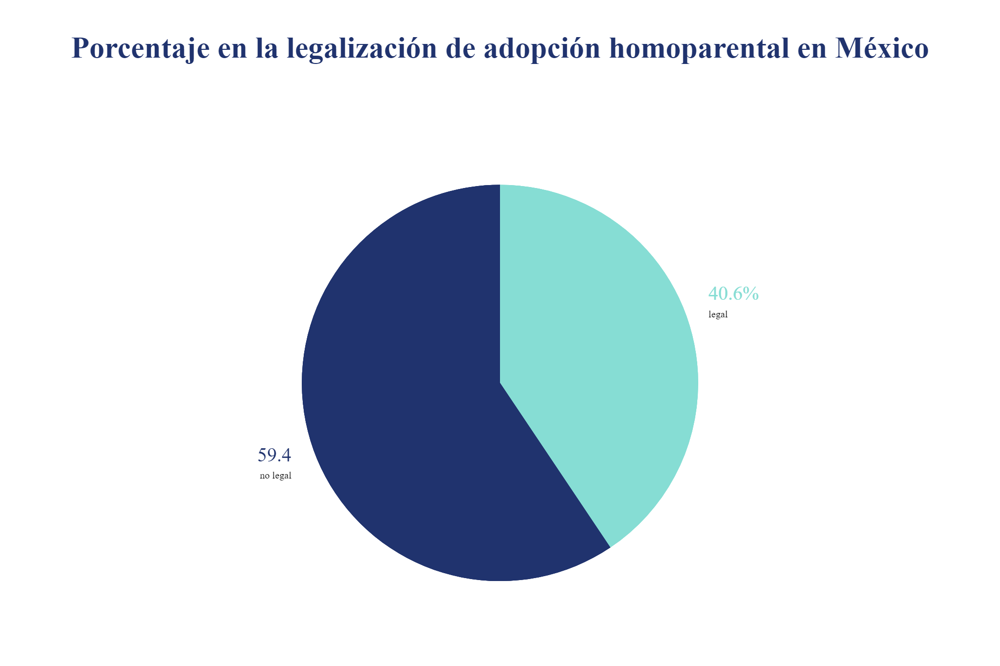 Porcentaje en la legalización de adopción homoparental en México
40.6%
legal
59.4
no legal